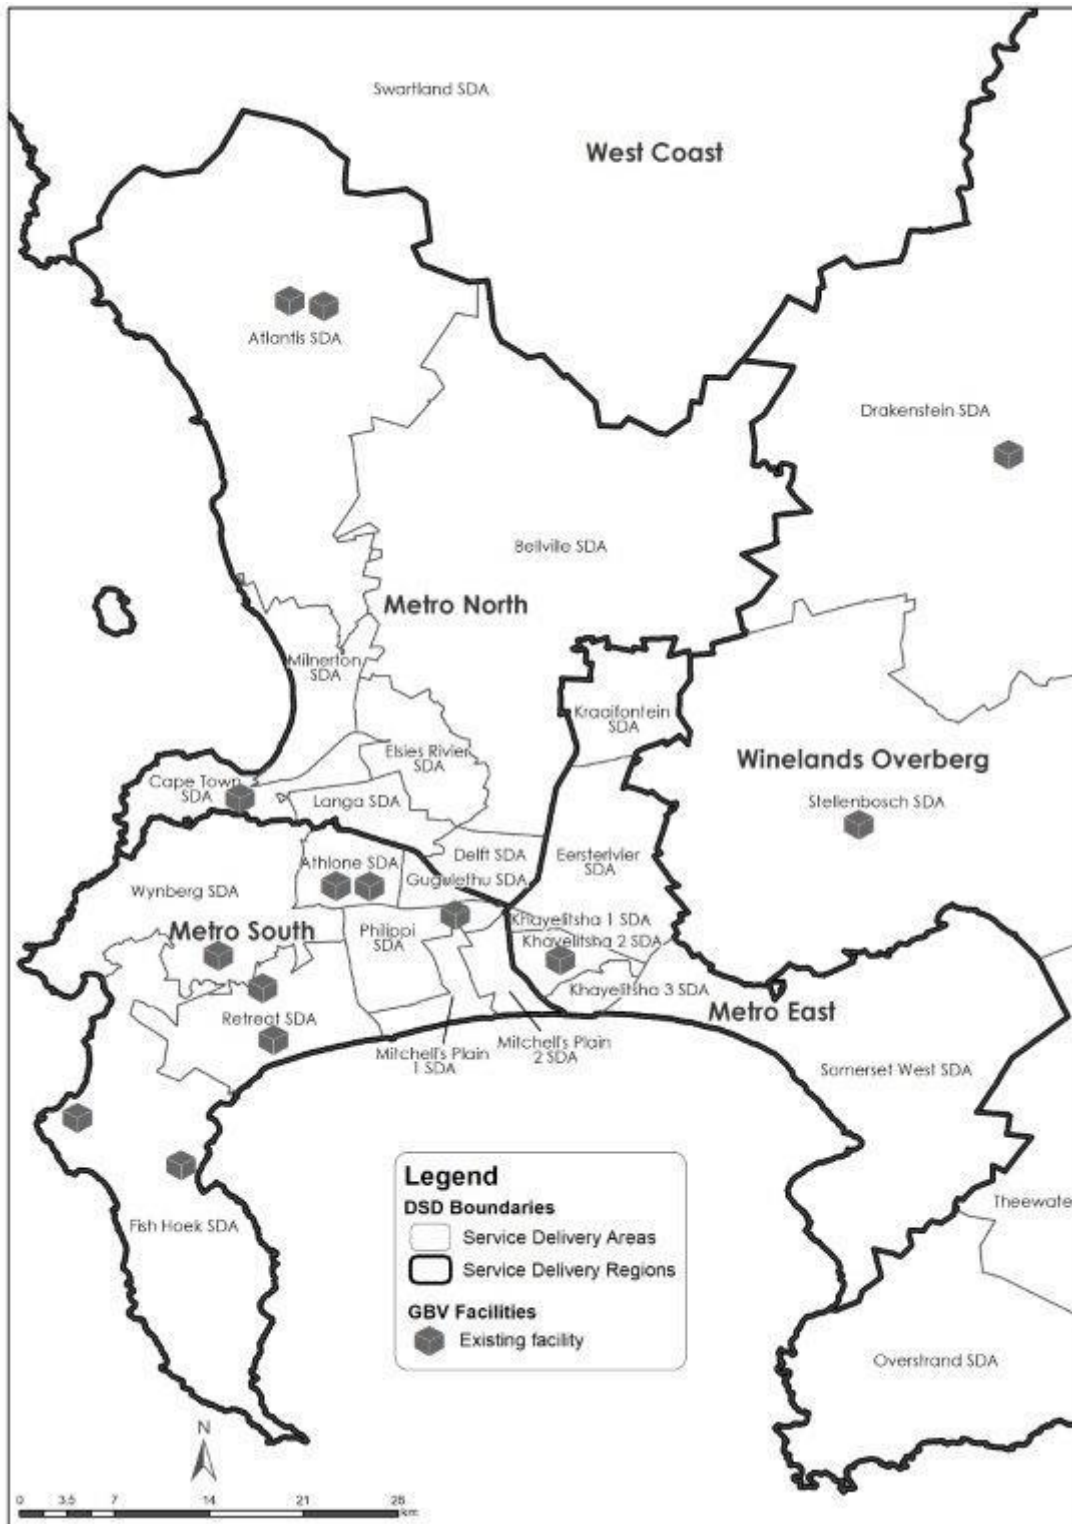 Swartland SDA
West Coast
Atlantis SDA
Drakenstein SDA
Bellville SDA
Metro North
Milnerton
SDA
Kraaifontein
SDA
Elsies Rivier
SDA
Winelands Overberg
Cape Town
SDA
Langa SDA
Stellenbosch SDA
Delft SDA
Eersterivier
SDA
Athlone SDA
Gugulethu SDA
Wynberg SDA
Khayelitsha 1 SDA
Metro South
Philippi
SDA
Khayelitsha 2 SDA
Khayelitsha 3 SDA
Metro East
Retreat SDA
Mitchell's Plain
1 SDA
Mitchell's Plain
2 SDA
Somerset West SDA
Theewater
Fish Hoek SDA
Legend
DSD Boundaries
Service Delivery Areas
Service Delivery Regions
GBV Facilities
Existing facility
Overstrand SDA
N
0 3.5 7 14 21 28
km